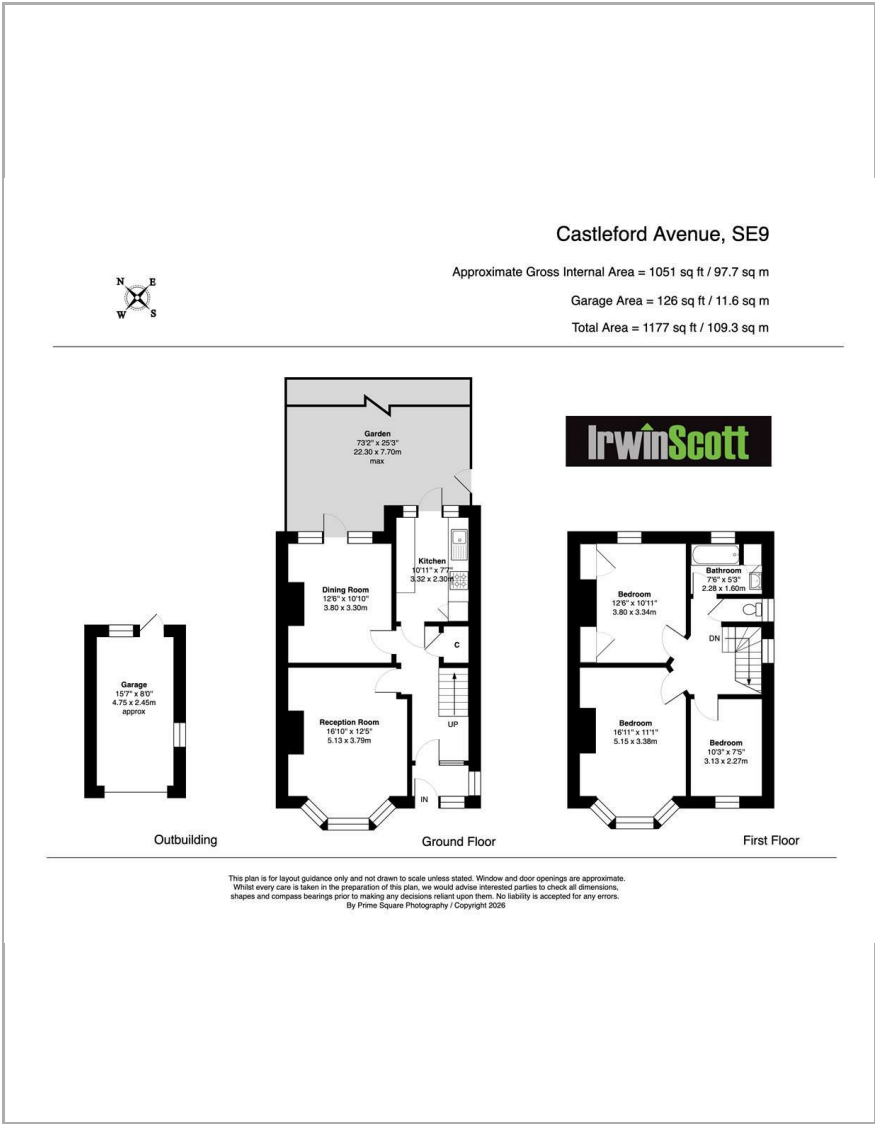 Castleford Avenue, SE9
Approximate Gross Internal Area = 1051 sq ft / 97.7 sq m
Garage Area = 126 sq ft / 11.6 sq m
Total Area = 1177 sq ft / 109.3 sq m
N E
W S
IrwinScott
Garden
73'2" x 25'3"
22.30 x 7.70m
max
Kitchen
10'11" x 7'7"
3.32 x 2.30m
Dining Room
12'6" x 10'10"
3.80 x 3.30m
C
Reception Room
16'10" x 12'5"
5.13 x 3.79m
UP
IN
Garage
15'7" x 8'0"
4.75 x 2.45m
approx
Bedroom
12'6" x 10'11"
3.80 x 3.34m
Bathroom
7'6" x 5'3"
2.28 x 1.60m
DN
Bedroom
16'11" x 11'1"
5.15 x 3.38m
Bedroom
10'3" x 7'5"
3.13 x 2.27m
Outbuilding
Ground Floor
First Floor
This plan is for layout guidance only and not drawn to scale unless stated. Window and door openings are approximate.
Whilst every care is taken in the preparation of this plan, we would advise interested parties to check all dimensions,
shapes and compass bearings prior to making any decisions reliant upon them. No liability is accepted for any errors.
By Prime Square Photography / Copyright 2026